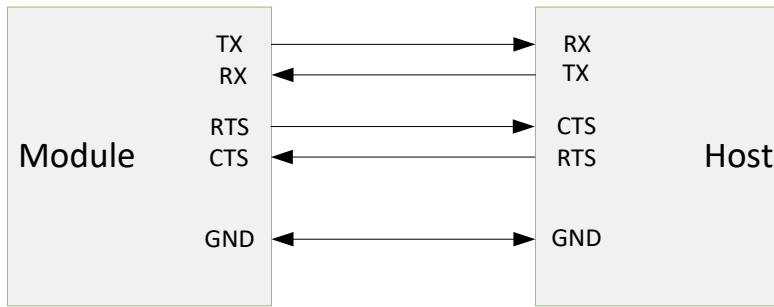 TX RX
RX TX
RTS CTS
Module CTS RTS Host
GND GND